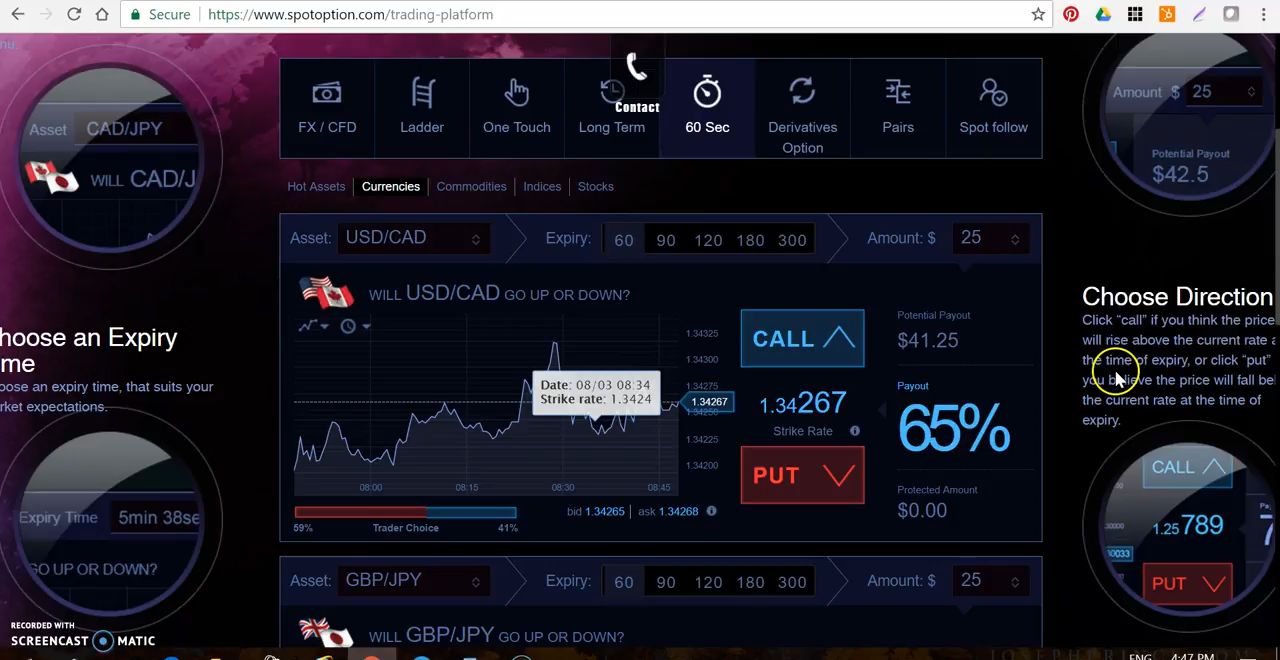 Secure
https://www.spotoption.com/trading-platform
nu.
Contact
FX / CFD
Ladder
One Touch
Long Term
60 Sec
Derivatives
Option
Pairs
Spot follow
Hot Assets
Currencies
Commodities
Indices
Stocks
Asset CAD/JPY
WILL CAD/J
hoose an Expiry
me
oose an expiry time, that suits your
rket expectations.
Expiry Time 5min 38se
GO UP OR DOWN?
RECORDED WITH
SCREENCAST MATIC
Asset: USD/CAD Expiry: 60 90 120 180 300 Amount: $ 25
WILL USD/CAD GO UP OR DOWN?
1.34325
1.34300
1.34275
1.34267
1.34250
1.34225
1.34200
Date: 08/03 08:34
Strike rate: 1.3424
08:00 08:15 08:30 08:45
59% Trader Choice 41%
bid 1.34265 ask 1.34268
CALL
1.34267
Strike Rate
PUT
Potential Payout
$41.25
Payout
65%
Protected Amount
$0.00
Asset: GBP/JPY Expiry: 60 90 120 180 300 Amount: $ 25
WILL GBP/JPY GO UP OR DOWN?
Amount $ 25
Potential Payout
$42.5
Choose Direction
Click “call” if you think the price
will rise above the current rate a
the time of expiry, or click “put”
you believe the price will fall bel
the current rate at the time of
expiry.
CALL
1.25789
PUT
ENG 4:47 PM